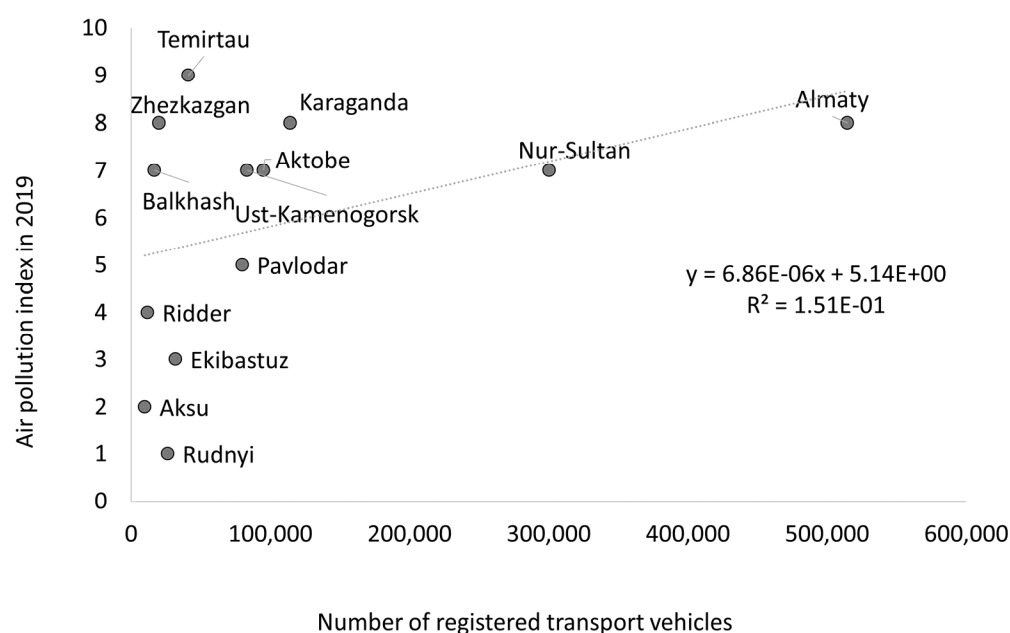 10
Temirtau
9
Zhezkazgan
Karaganda
Almaty
8
Nur-Sultan
Aktobe
7
Balkhash
Ust-Kamenogorsk
6
5
Pavlodar
y = 6.86E-06x + 5.14E+00
R² = 1.51E-01
4
Ridder
3
Ekibastuz
2
Aksu
1
Rudnyi
0
0 100,000 200,000 300,000 400,000 500,000 600,000
Air pollution index in 2019
Number of registered transport vehicles